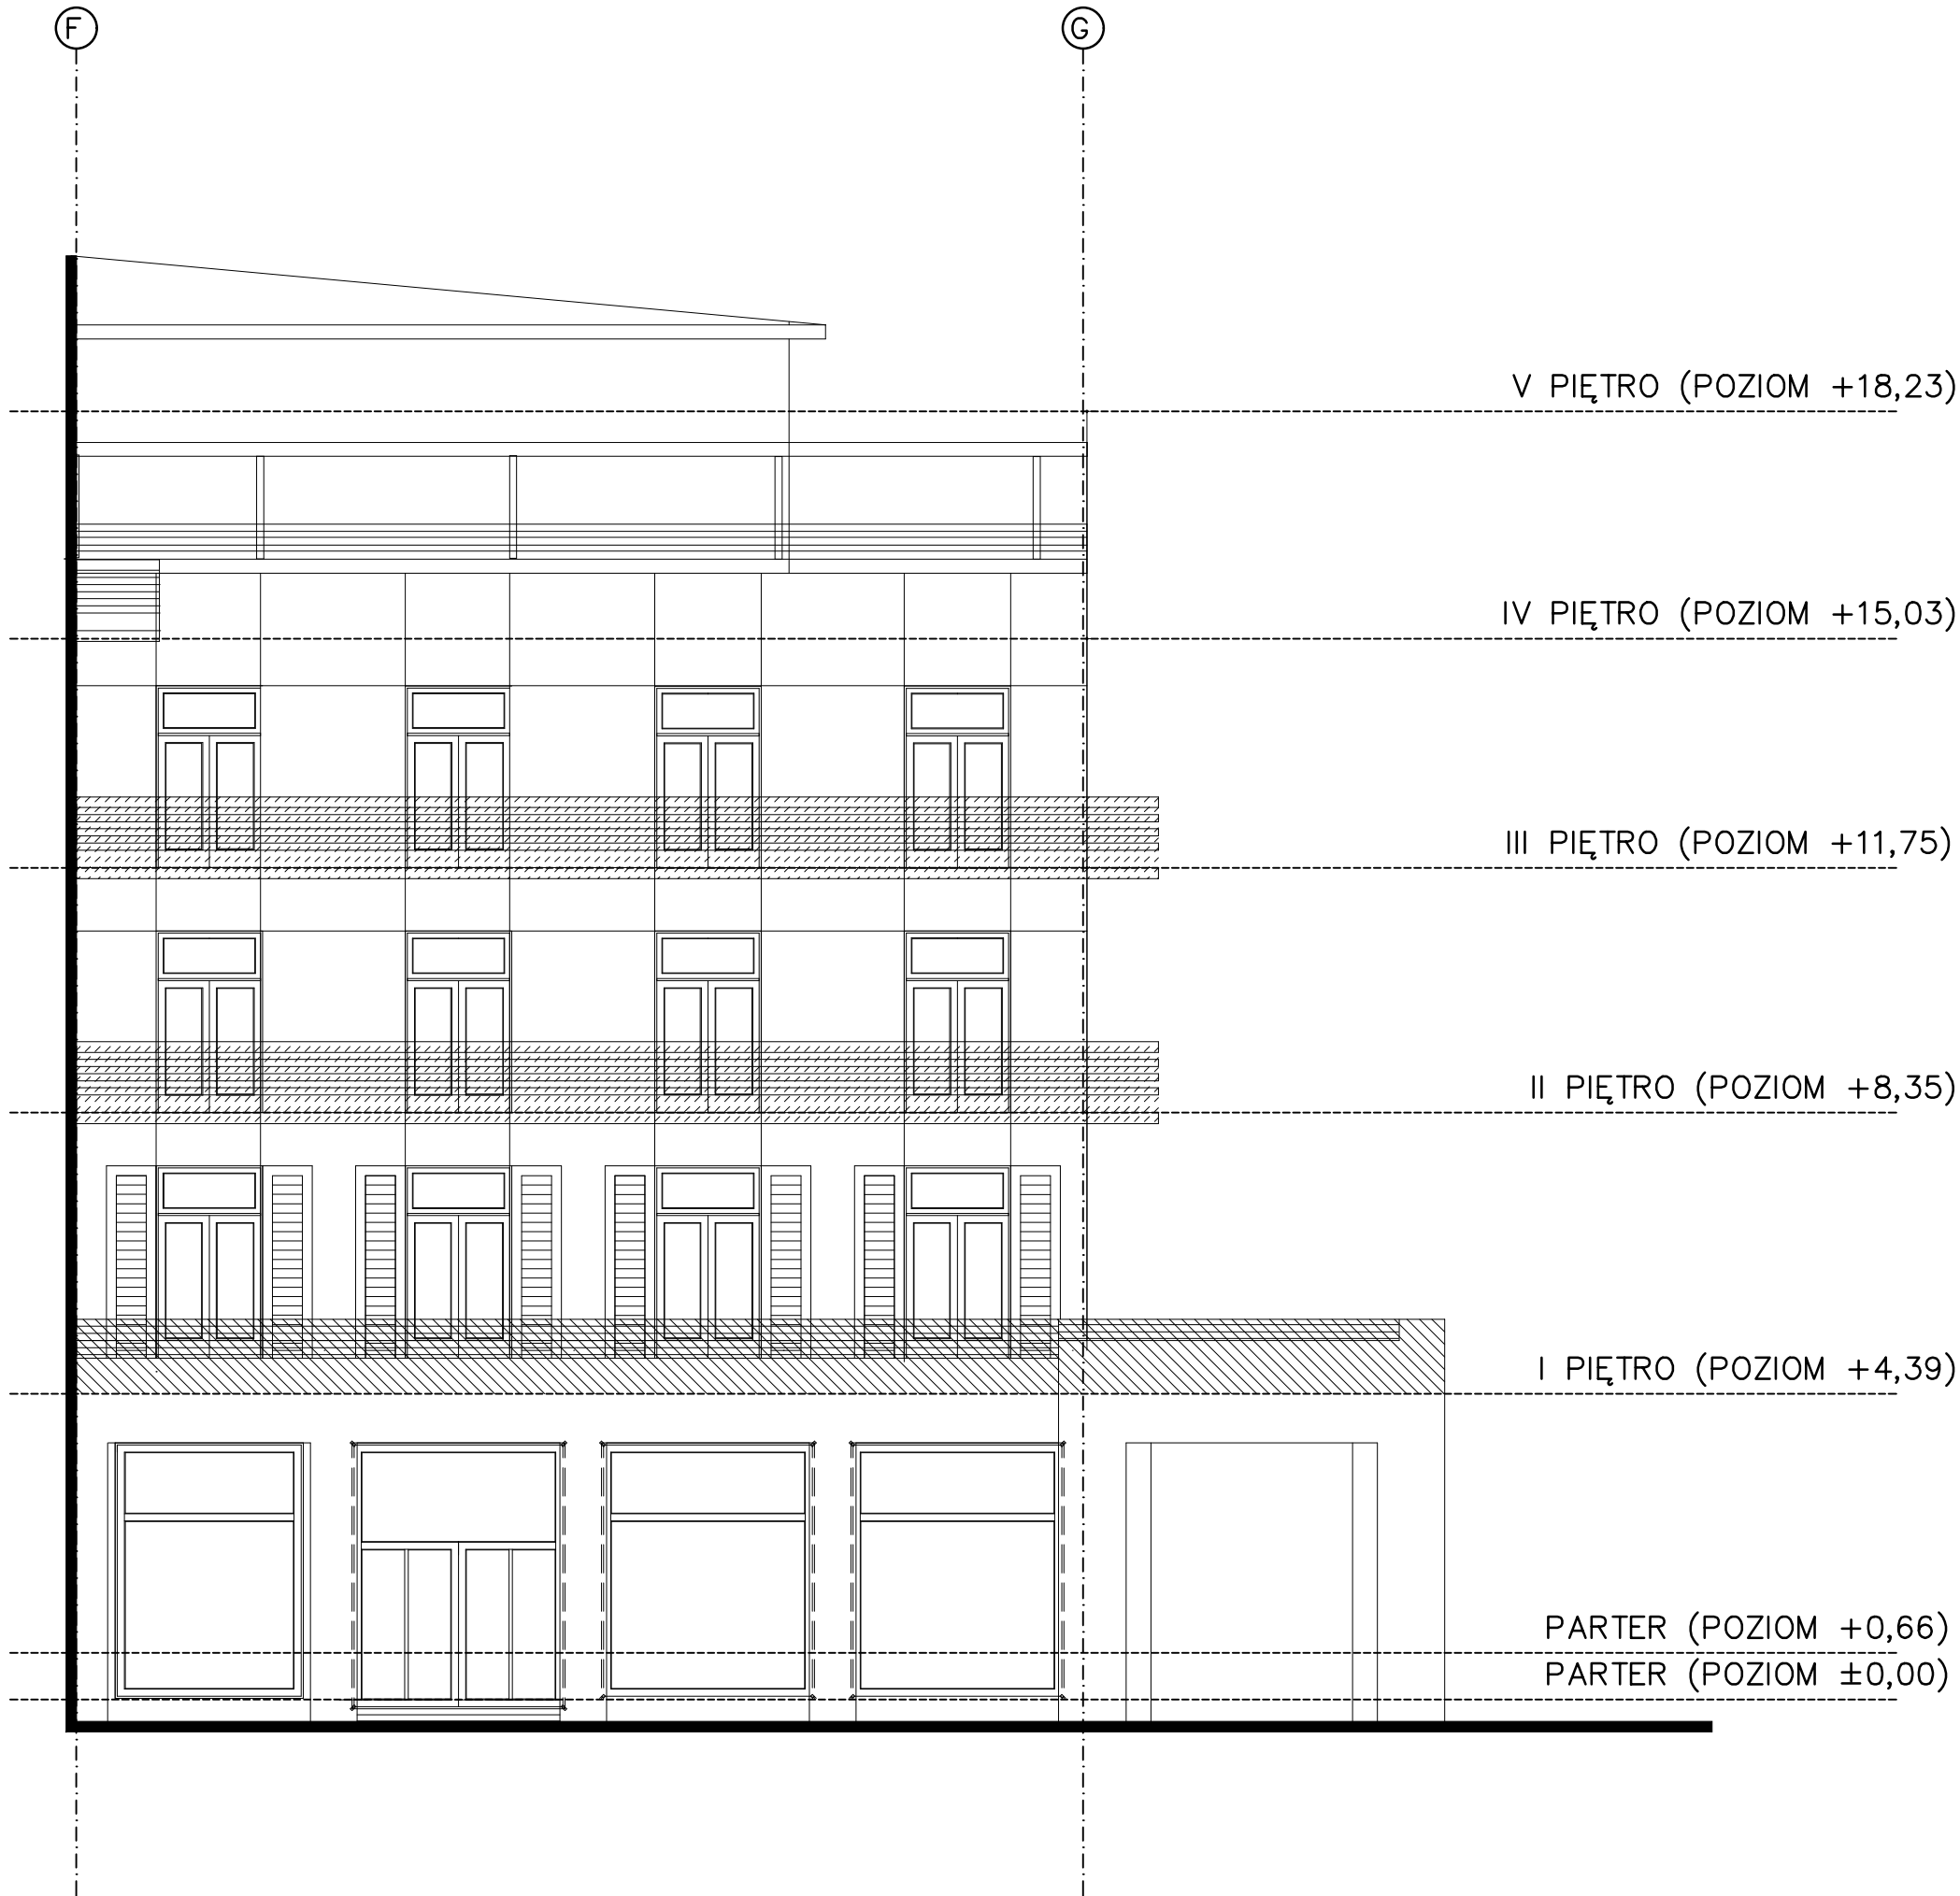 F
G
V PIĘTRO (POZIOM +18,23)
IV PIĘTRO (POZIOM +15,03)
III PIĘTRO (POZIOM +11,75)
II PIĘTRO (POZIOM +8,35)
I PIĘTRO (POZIOM +4,39)
PARTER (POZIOM +0,66)
PARTER (POZIOM ±0,00)